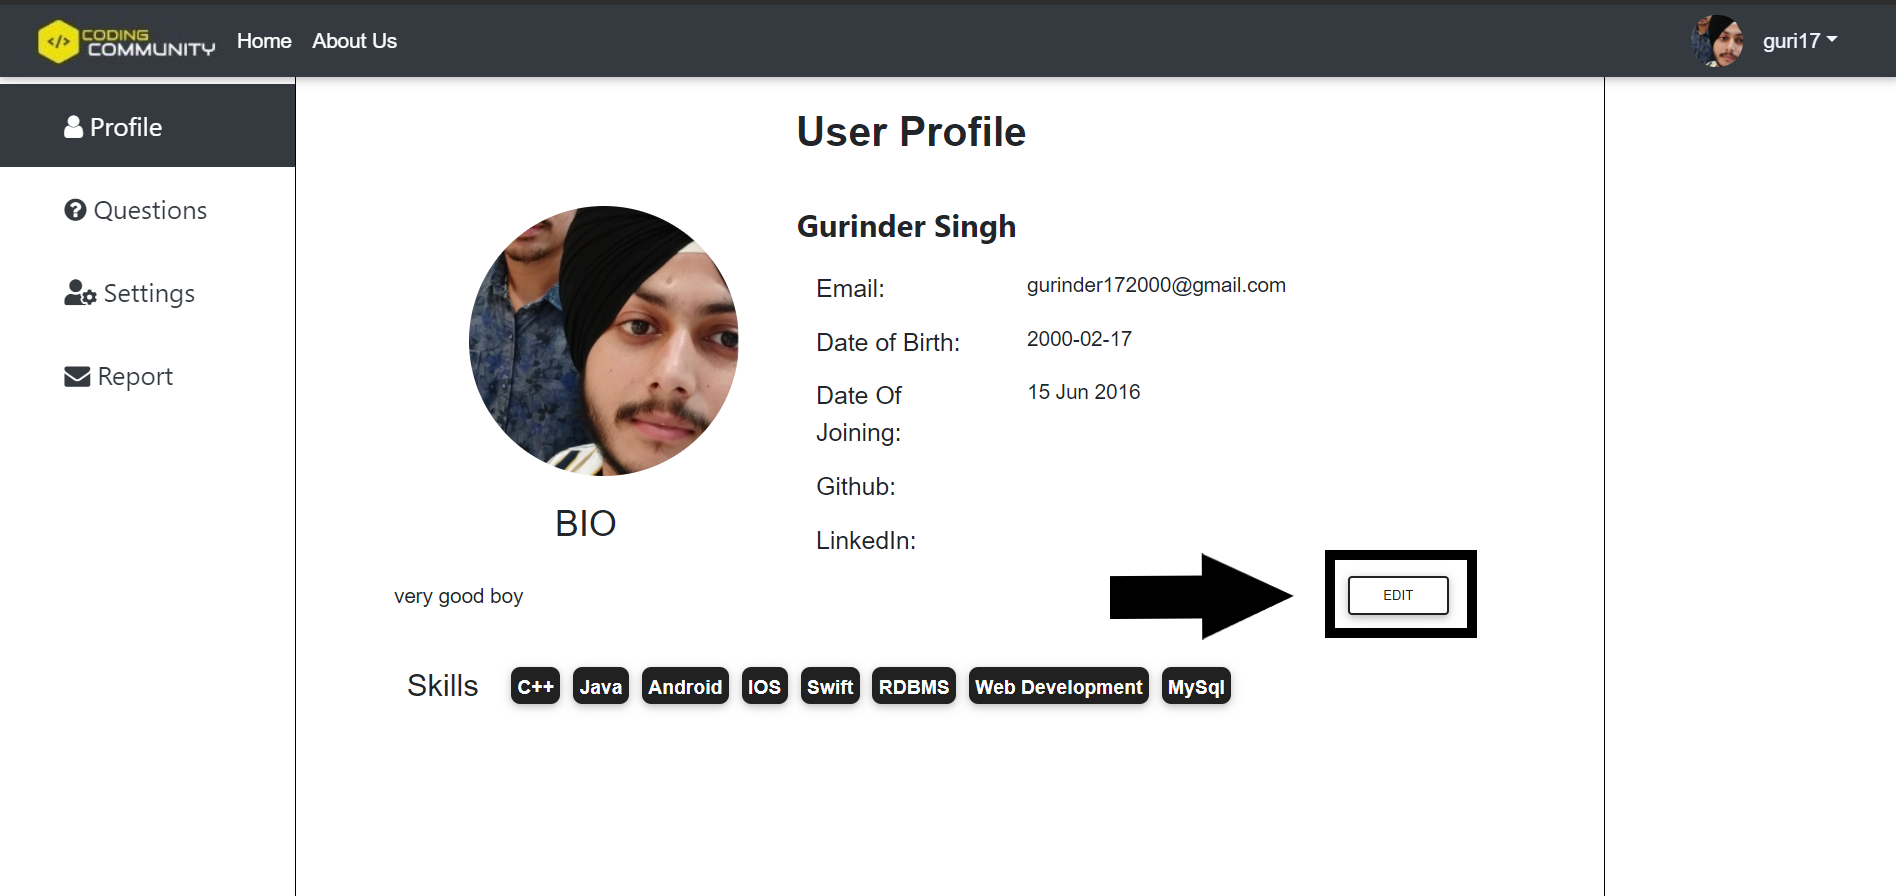 </> CODING
COMMUNITY
Home About Us
guri17
Profile
Questions
Settings
Report
User Profile
Gurinder Singh
Email: gurinder172000@gmail.com
Date of Birth: 2000-02-17
Date Of 15 Jun 2016
Joining:
Github:
LinkedIn:
BIO
very good boy
EDIT
Skills C++ Java Android IOS Swift RDBMS Web Development MySql